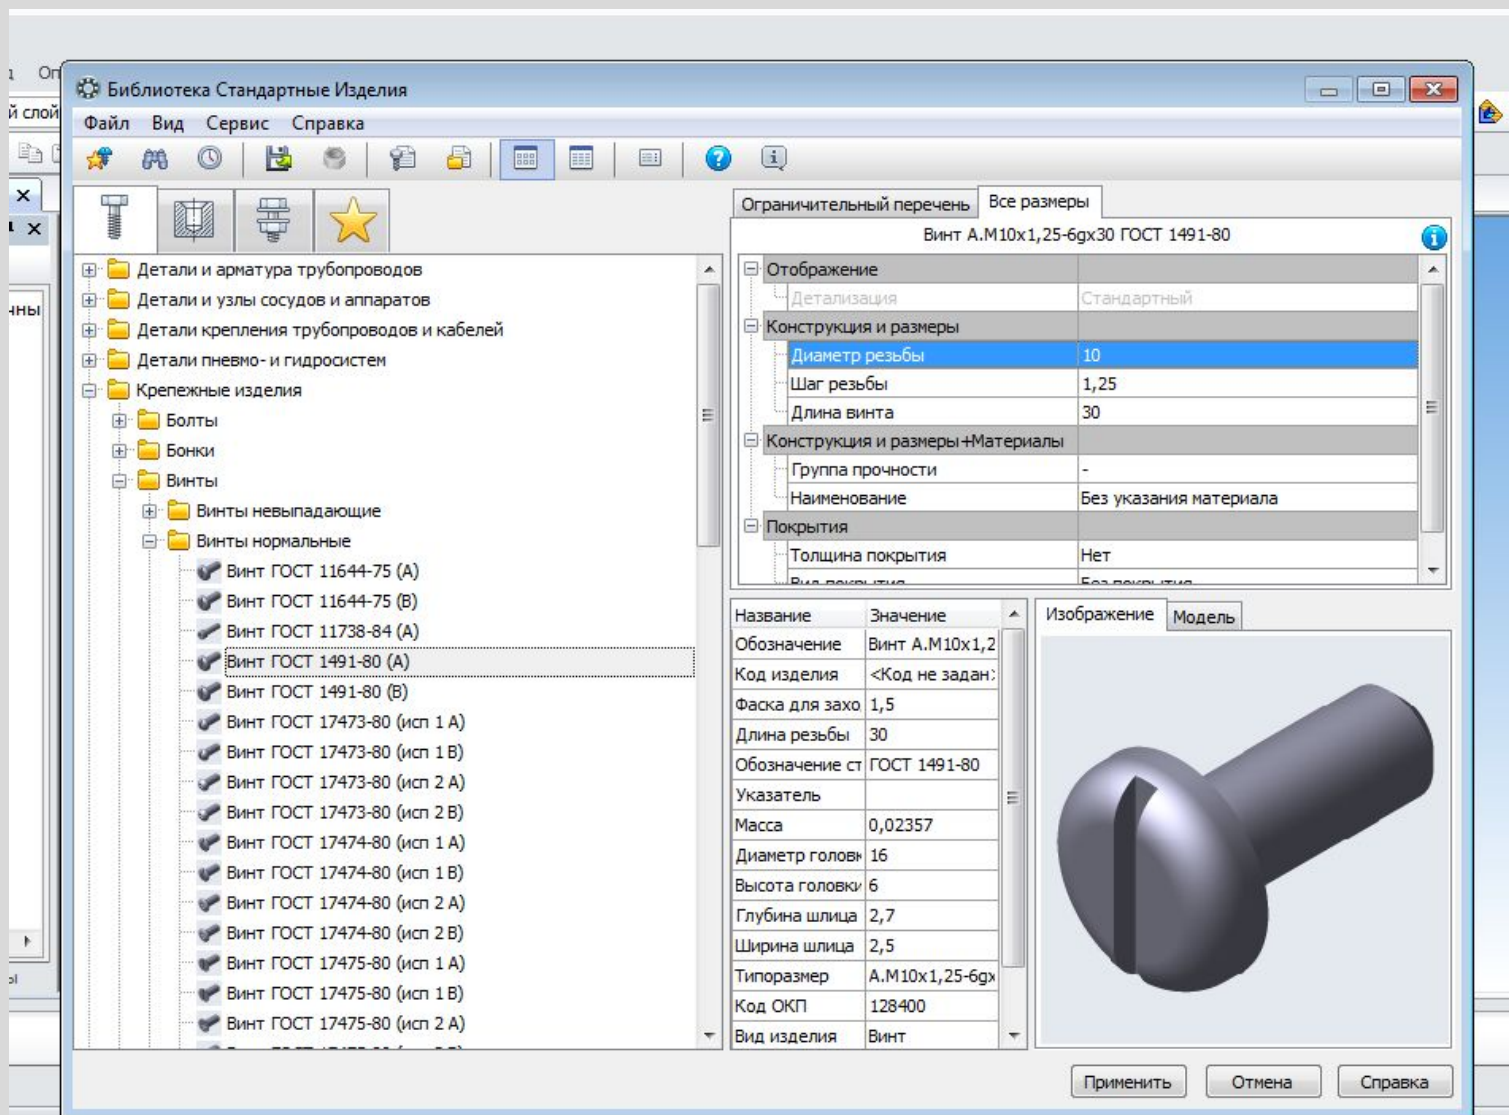 Оп
й слой
Библиотека Стандартные Изделия
Файл Вид Сервис Справка
Ограничительный перечень Все размеры
Винт А.М10х1,25-6gх30 ГОСТ 1491-80
Детали и арматура трубопроводов
Детали и узлы сосудов и аппаратов
чны
Детали крепления трубопроводов и кабелей
Детали пневмо- и гидросистем
Крепежные изделия
Болты
Бонки
Винты
Винты невыпадающие
Винты нормальные
Винт ГОСТ 11644-75 (А)
Винт ГОСТ 11644-75 (В)
Винт ГОСТ 11738-84 (А)
Винт ГОСТ 1491-80 (А)
Винт ГОСТ 1491-80 (В)
Винт ГОСТ 17473-80 (исп 1 А)
Винт ГОСТ 17473-80 (исп 1 В)
Винт ГОСТ 17473-80 (исп 2 А)
Винт ГОСТ 17473-80 (исп 2 В)
Винт ГОСТ 17474-80 (исп 1 А)
Винт ГОСТ 17474-80 (исп 1 В)
Винт ГОСТ 17474-80 (исп 2 А)
Винт ГОСТ 17474-80 (исп 2 В)
Винт ГОСТ 17475-80 (исп 1 А)
Винт ГОСТ 17475-80 (исп 1 В)
Винт ГОСТ 17475-80 (исп 2 А)
Отображение
Детализация Стандартный
Конструкция и размеры
Диаметр резьбы 10
Шаг резьбы 1,25
Длина винта 30
Конструкция и размеры+Материалы
Группа прочности -
Наименование Без указания материала
Покрытия
Толщина покрытия Нет
Вид покрытия Без покрытия
Название Значение
Обозначение Винт А.М10х1,2
Код изделия <Код не задан>
Фаска для захо 1,5
Длина резьбы 30
Обозначение ст ГОСТ 1491-80
Указатель
Масса 0,02357
Диаметр головк 16
Высота головки 6
Глубина шлица 2,7
Ширина шлица 2,5
Типоразмер А.М10х1,25-6gх
Код ОКП 128400
Вид изделия Винт
Изображение Модель
Применить Отмена Справка